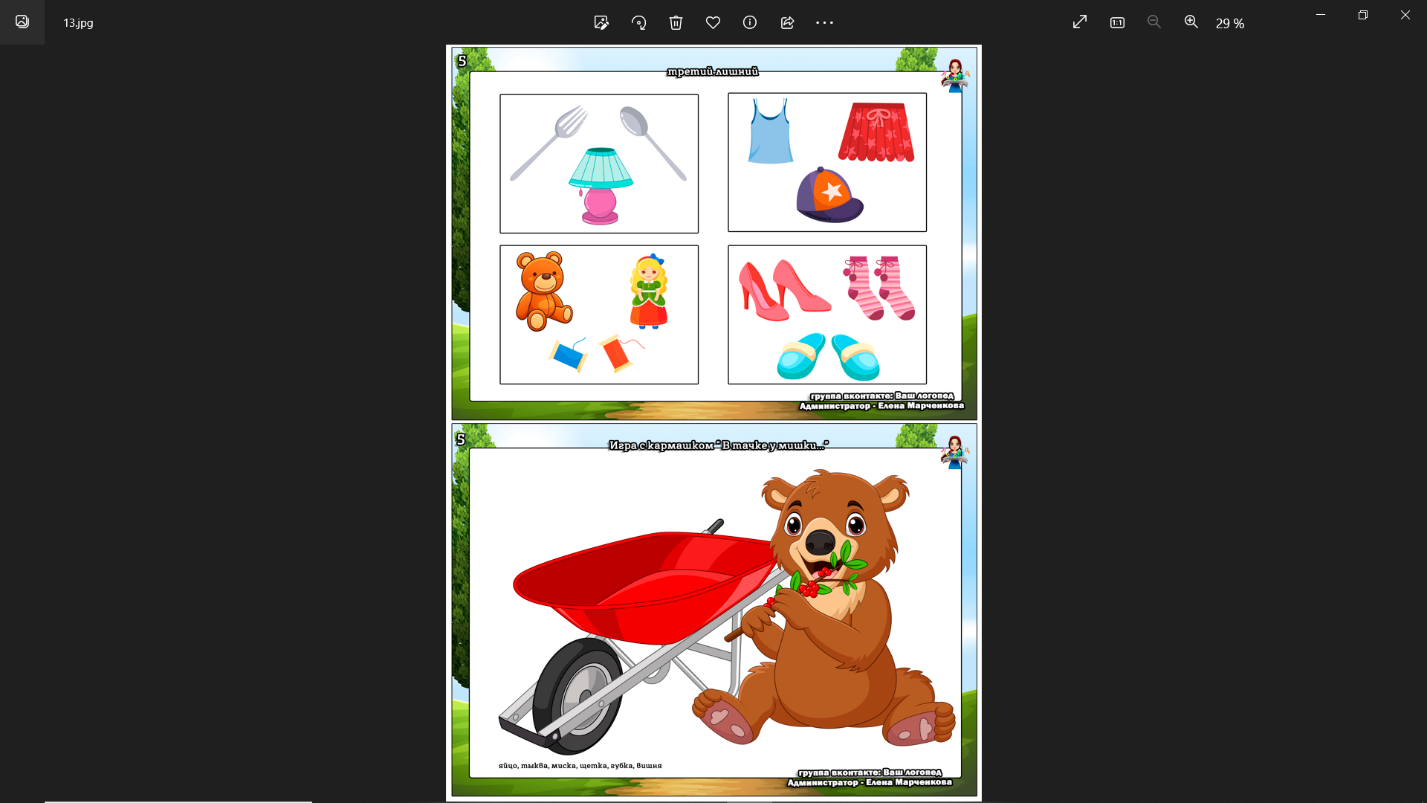 13.jpg
29 %
5
третий лишний
группа вконтакте: Ваш логовед
Администратор - Елена Марченкова
5
Игра с кармашком " В тачке у мишки..."
яйцо, тыква, миска, щетка, губка, вишня
группа вконтакте: Ваш логовед
Администратор - Елена Марченкова